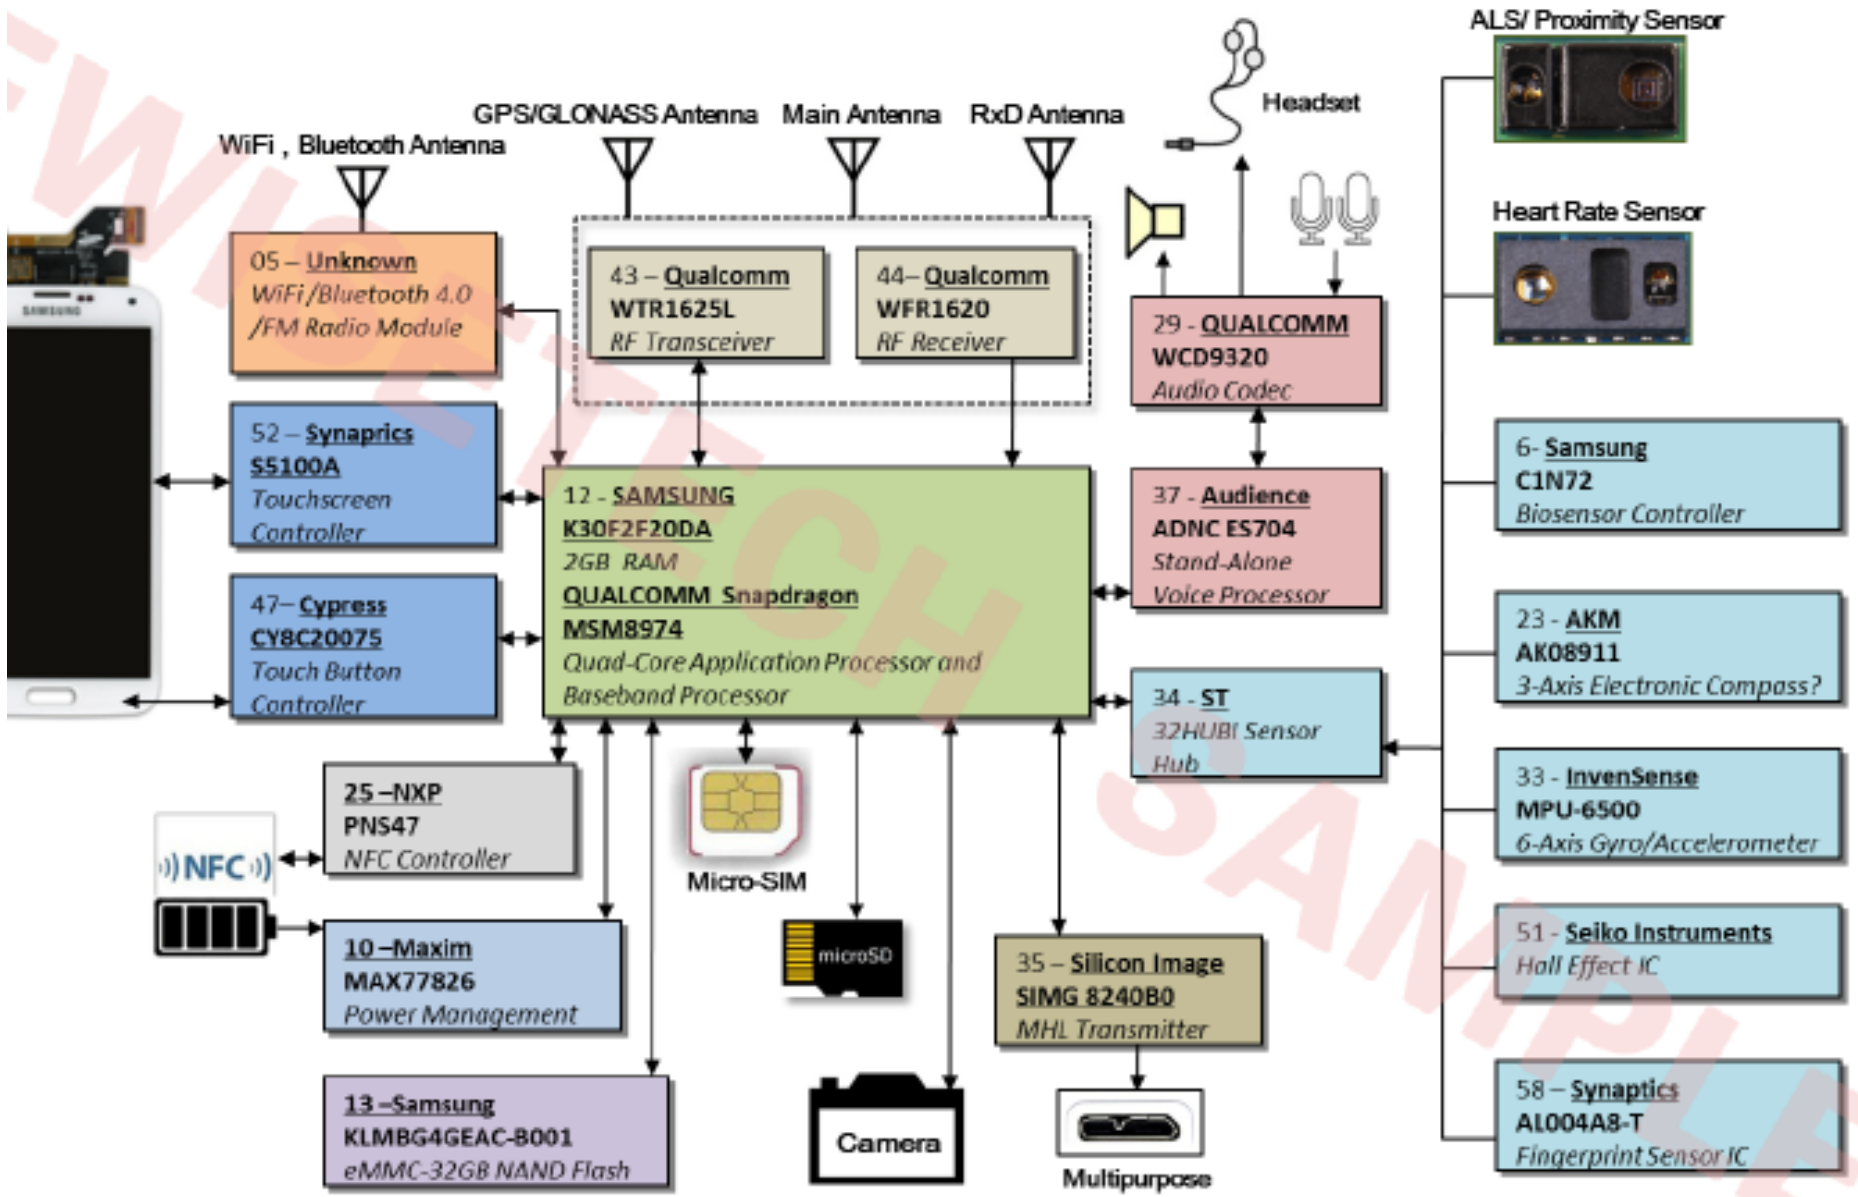 ALS/ Proximity Sensor
Headset
GPS/GLONASS Antenna
Main Antenna
RxD Antenna
WiFi , Bluetooth Antenna
Heart Rate Sensor
SAMSUNG
05 – Unknown
WiFi /Bluetooth 4.0
/FM Radio Module
43 – Qualcomm
WTR1625L
RF Transceiver
44– Qualcomm
WFR1620
RF Receiver
29 - QUALCOMM
WCD9320
Audio Codec
52 – Synaprics
S5100A
Touchscreen
Controller
47– Cypress
CY8C20075
Touch Button
Controller
12 - SAMSUNG
K30F2F20DA
2GB RAM
QUALCOMM Snapdragon
MSM8974
Quad-Core Application Processor and
Baseband Processor
37 - Audience
ADNC ES704
Stand-Alone
Voice Processor
34 - ST
32HUBI Sensor
Hub
6- Samsung
C1N72
Biosensor Controller
23 - AKM
AK08911
3-Axis Electronic Compass?
33 - InvenSense
MPU-6500
6-Axis Gyro/Accelerometer
51 - Seiko Instruments
Hall Effect IC
58 – Synaptics
AL004A8-T
Fingerprint Sensor IC
25 –NXP
PNS47
NFC Controller
NFC
10 –Maxim
MAX77826
Power Management
13 –Samsung
KLMBG4GEAC-B001
eMMC-32GB NAND Flash
Micro-SIM
microSD
Camera
35 – Silicon Image
SIMG 8240B0
MHL Transmitter
Multipurpose
EWISETECH SAMPLE